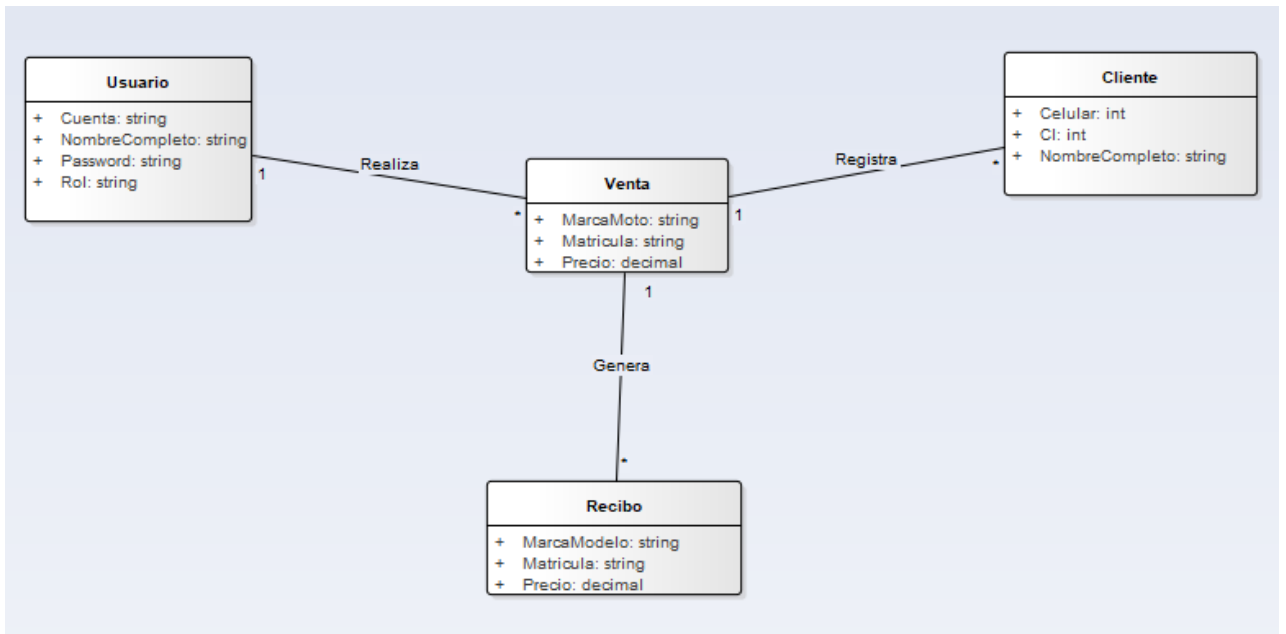 Usuario
+ Cuenta: string
+ NombreCompleto: string
+ Password: string
+ Rol: string
1
Realiza
*
Venta
+ MarcaMoto: string
+ Matricula: string
+ Precio: decimal
1
Registra
*
Cliente
+ Celular: int
+ CI: int
+ NombreCompleto: string
1
Genera
*
Recibo
+ MarcaModelo: string
+ Matricula: string
+ Precio: decimal